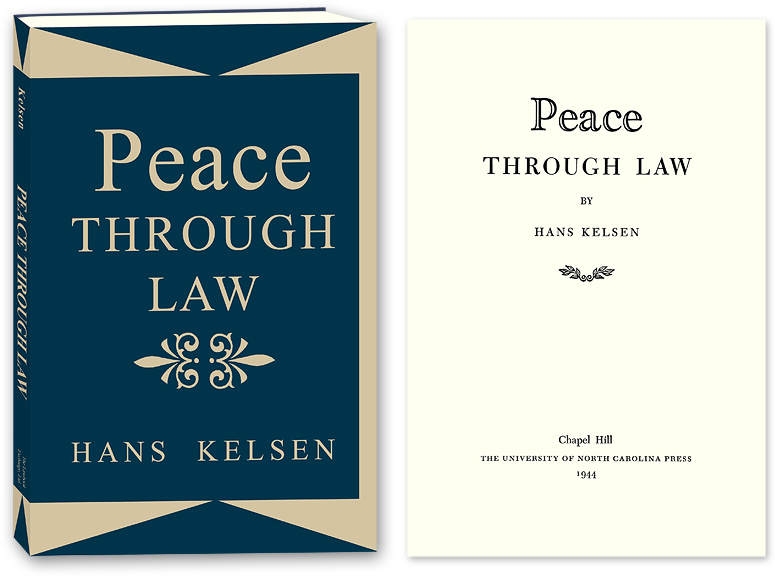 Kelsen
PEACE THROUGH LAW
Peace
THROUGH
LAW
HANS KELSEN
Peace
THROUGH LAW
BY
HANS KELSEN
Chapel Hill
THE UNIVERSITY OF NORTH CAROLINA PRESS
1944